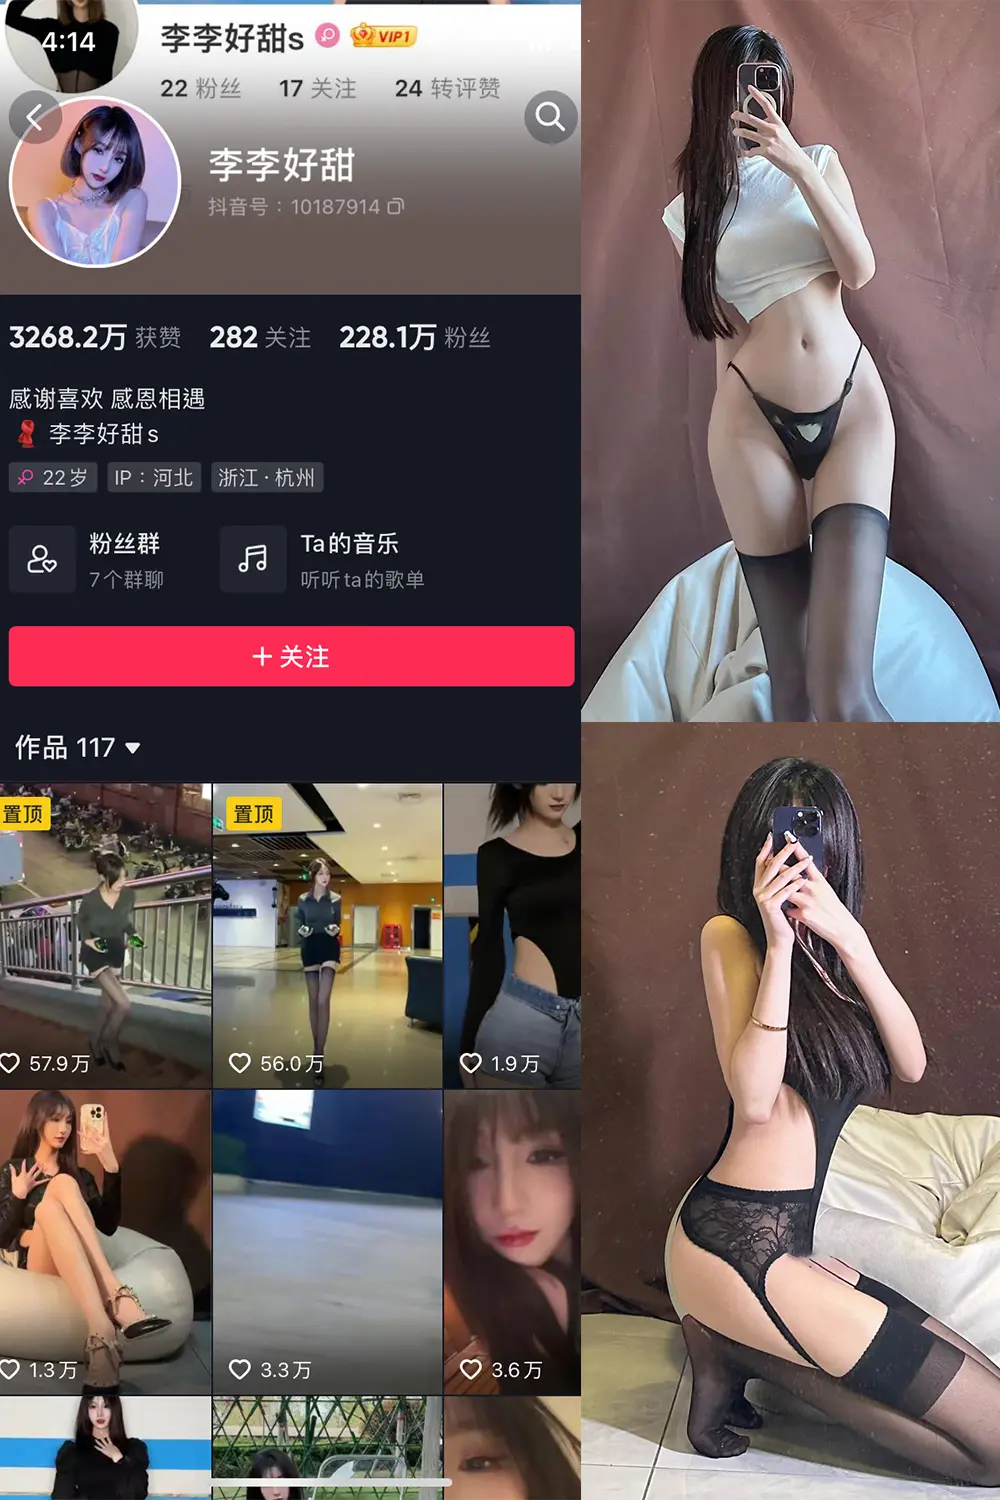 4:14
李李好甜s
VIP1
22 粉丝 17 关注 24 转评赞
李李好甜
抖音号：10187914
3268.2万 获赞 282 关注 228.1万 粉丝
感谢喜欢 感恩相遇
李李好甜s
22岁 IP：河北 浙江·杭州
粉丝群 Ta的音乐
7个群聊 听听ta的歌单
+ 关注
作品 117
置顶 置顶
57.9万 56.0万 1.9万
1.3万 3.3万 3.6万